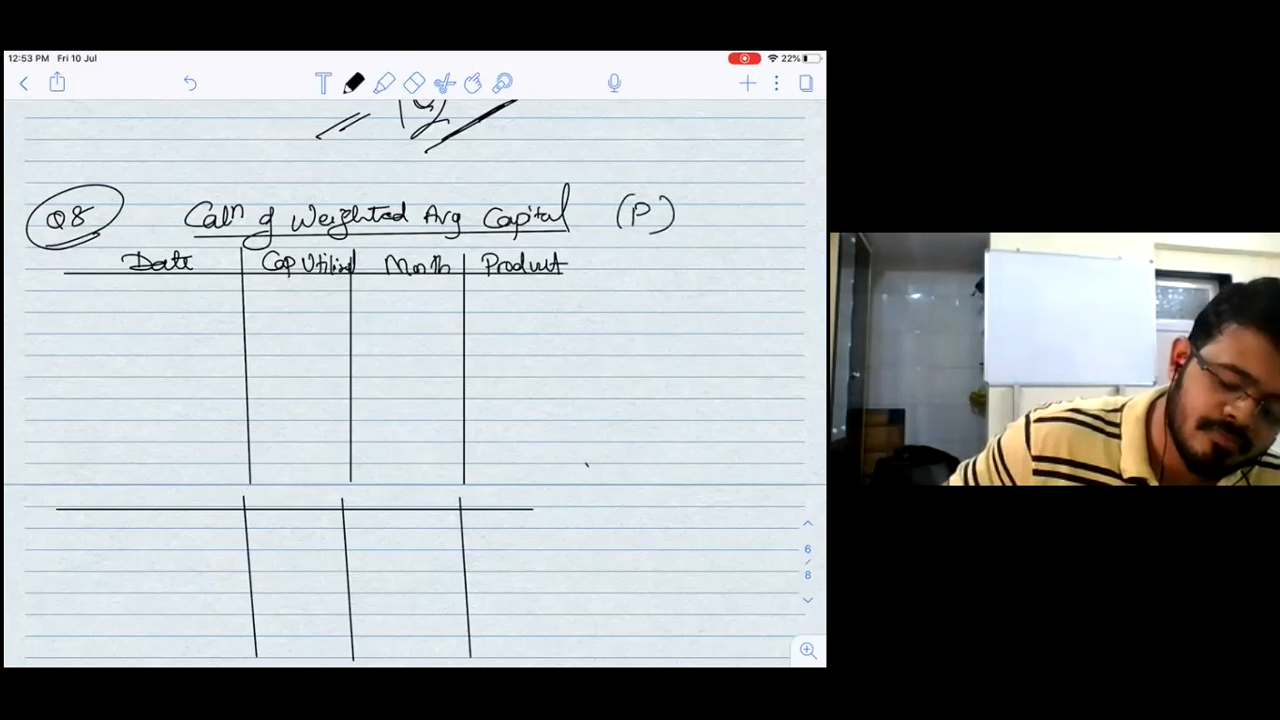 12:53 PM Fri 10 Jul
22%
T
Q8 Calⁿ of Weighted Avg Capital (P)
Date Cap Utilised Month Product
6
8